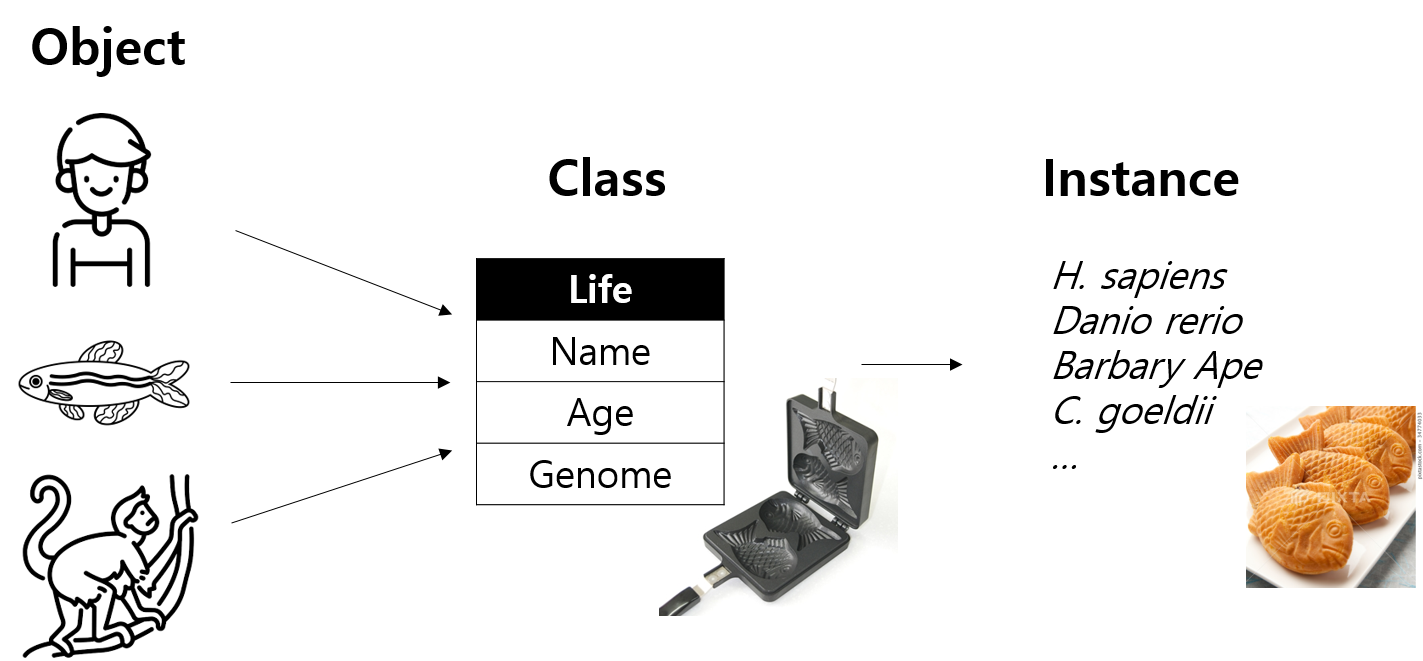 Object
Class
Instance
Life
Name
Age
Genome
H. sapiens
Danio rerio
Barbary Ape
C. goeldii
...